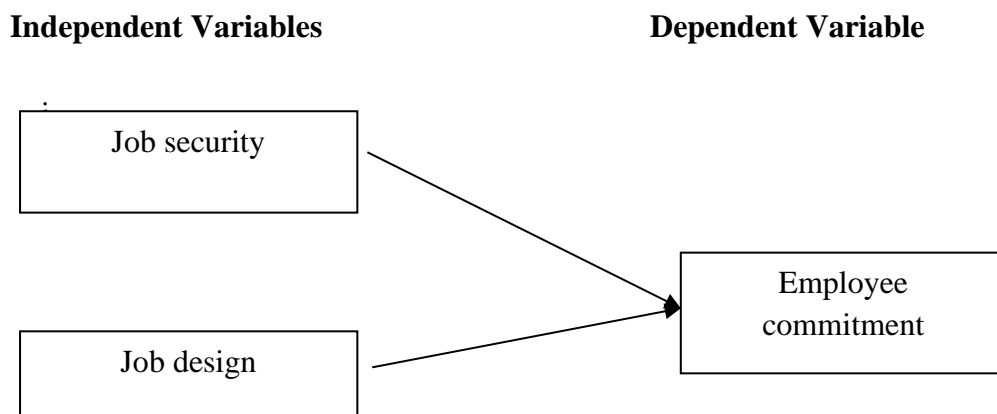 Independent Variables
Dependent Variable
Job security
Employee
commitment
Job design